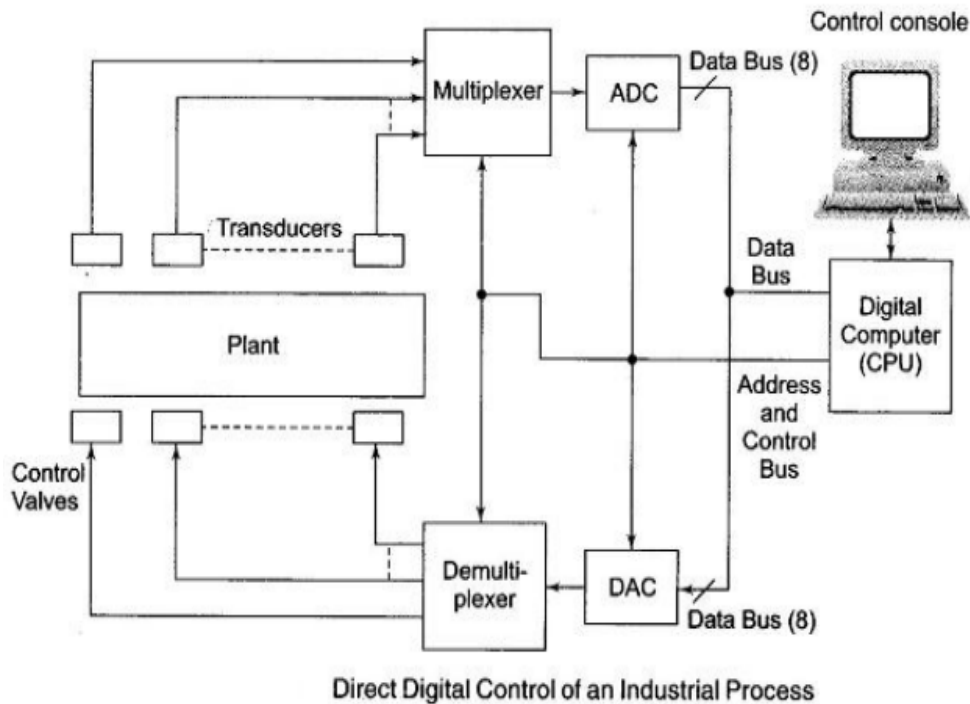 Control console
Multiplexer
ADC
Data Bus (8)
Transducers
Data
Bus
Digital
Computer
(CPU)
Plant
Address
and
Control
Bus
Control
Valves
Demulti-
plexer
DAC
Data Bus (8)
Direct Digital Control of an Industrial Process